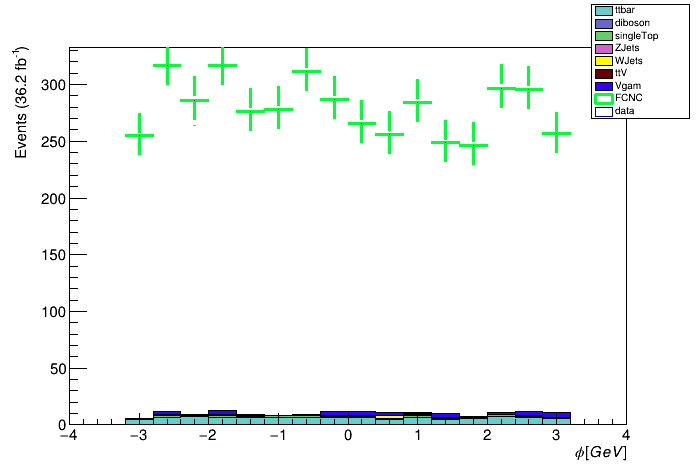 ttbar
diboson
singleTop
ZJets
WJets
ttV
Vgam
FCNC
data
Events (36.2 fb⁻¹)
300
250
200
150
100
50
0
−4 −3 −2 −1 0 1 2 3 4
ϕ[GeV]